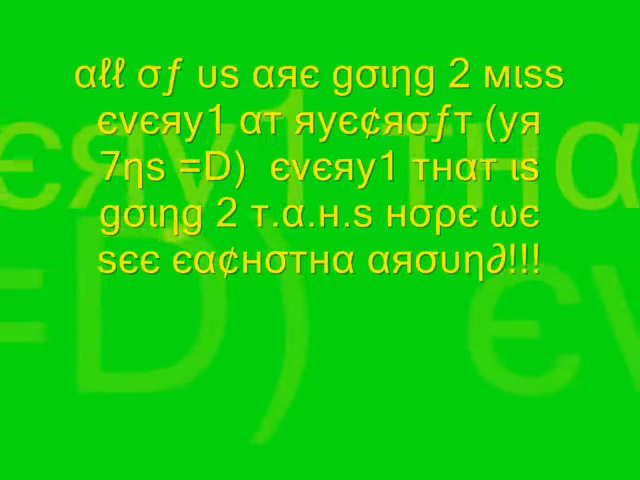 αℓℓ σƒ υѕ αяє gσιηg 2 мιѕѕ
єνєяу1 αт яує¢яσƒт (уя
7ηѕ =D)  єνєяу1 тнαт ιѕ
gσιηg 2 т.α.н.ѕ нσρє ωє
ѕєє єα¢нσтнα αяσυη∂!!!